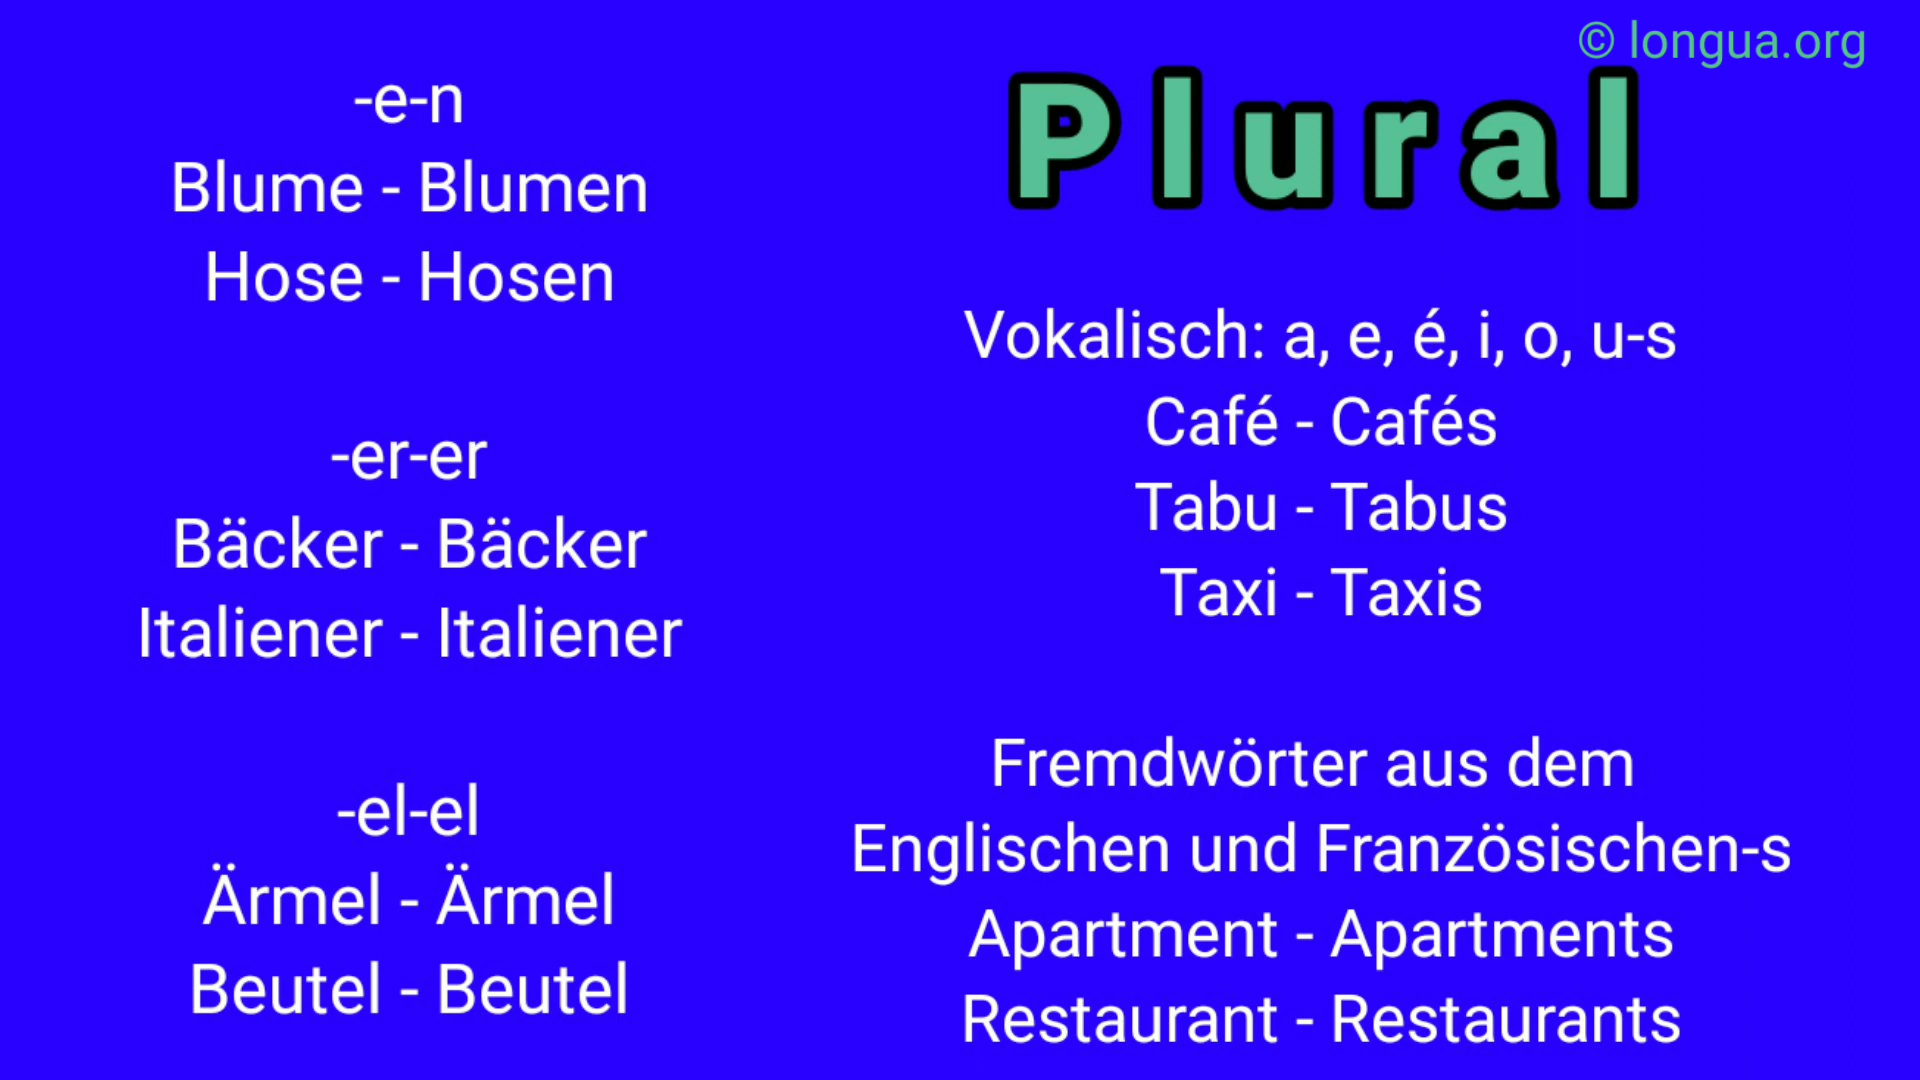 -e-n
Blume - Blumen
Hose - Hosen
-er-er
Bäcker - Bäcker
Italiener - Italiener
-el-el
Ärmel - Ärmel
Beutel - Beutel
© longua.org
Plural
Vokalisch: a, e, é, i, o, u-s
Café - Cafés
Tabu - Tabus
Taxi - Taxis
Fremdwörter aus dem
Englischen und Französischen-s
Apartment - Apartments
Restaurant - Restaurants